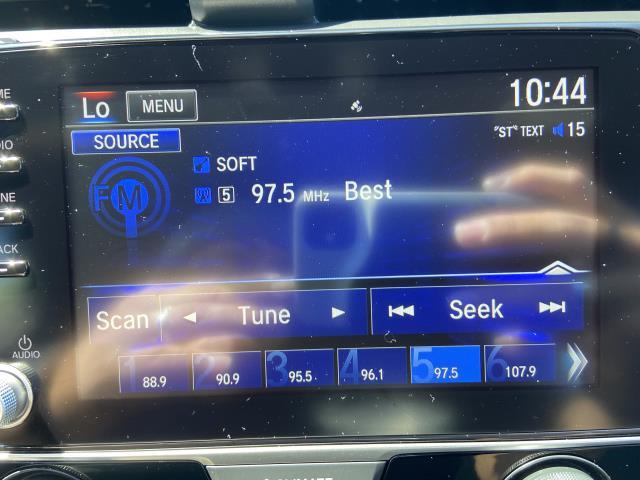 Lo MENU 10:44
SOURCE "ST" TEXT 15
FM SOFT
5 97.5 MHz Best
Scan ◄ Tune ► Seek
1 88.9 2 90.9 3 95.5 4 96.1 5 97.5 6 107.9
AUDIO